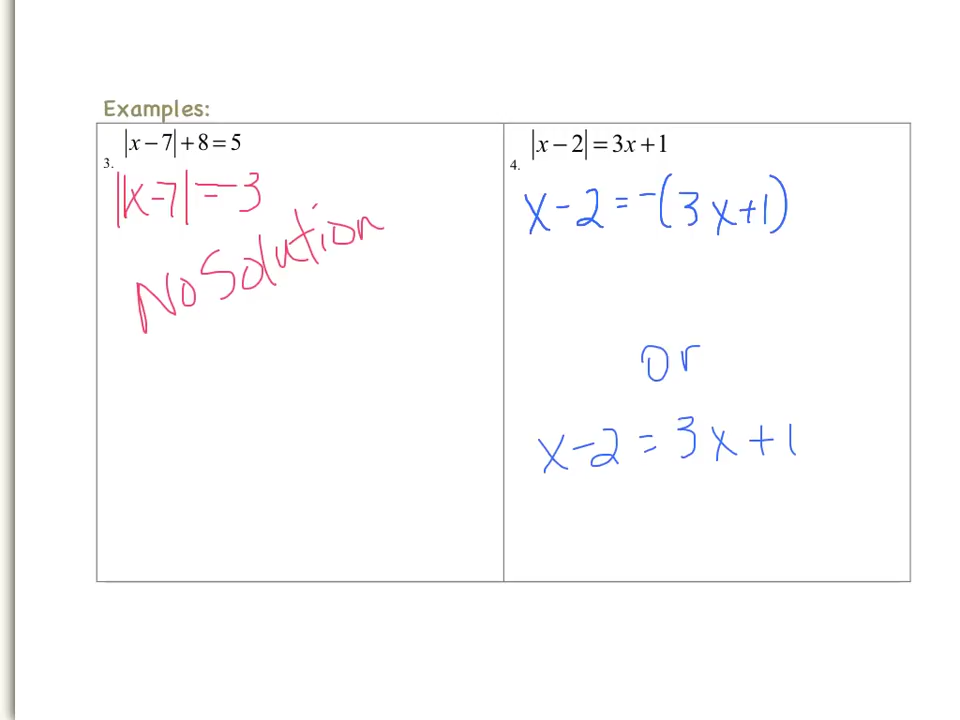 Examples:
3. |x − 7| + 8 = 5
|x-7| = -3
No Solution
4. |x − 2| = 3x + 1
x - 2 = -(3x+1)
or
x - 2 = 3x + 1